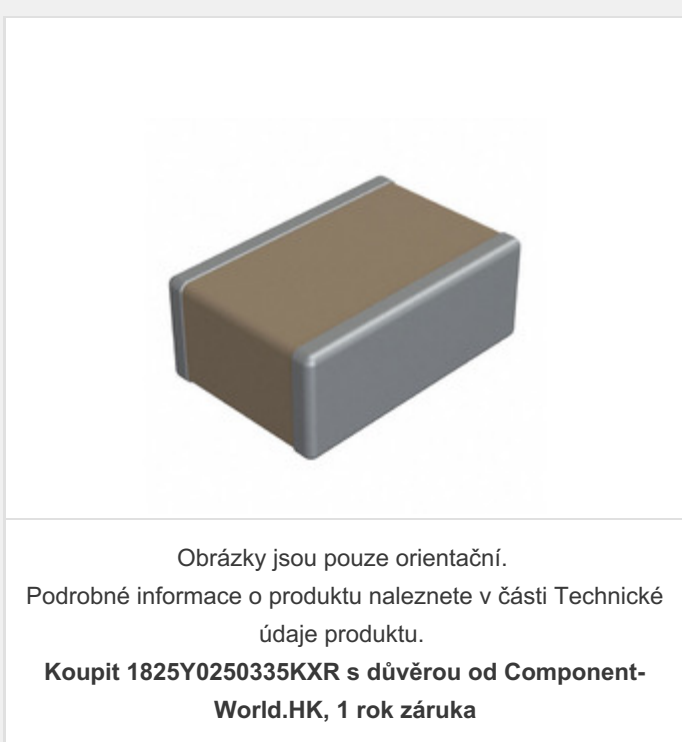 Obrázky jsou pouze orientační.
Podrobné informace o produktu naleznete v části Technické
údaje produktu.
Koupit 1825Y0250335KXR s důvěrou od Component-
World.HK, 1 rok záruka